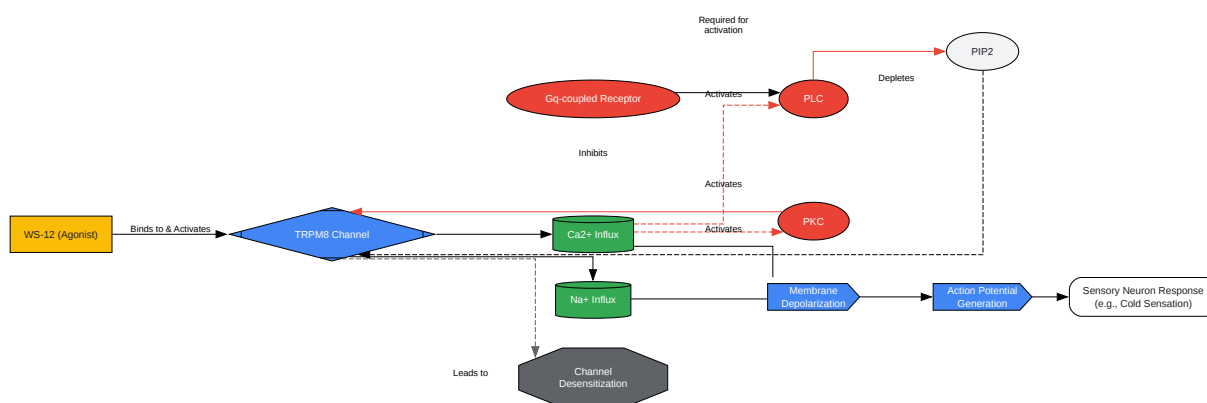 Required for
activation
PIP2
Depletes
Gq-coupled Receptor
Activates
PLC
Inhibits
Activates
WS-12 (Agonist)
Binds to & Activates
TRPM8 Channel
Ca2+ Influx
Activates
PKC
Na+ Influx
Membrane
Depolarization
Action Potential
Generation
Sensory Neuron Response
(e.g., Cold Sensation)
Leads to
Channel
Desensitization